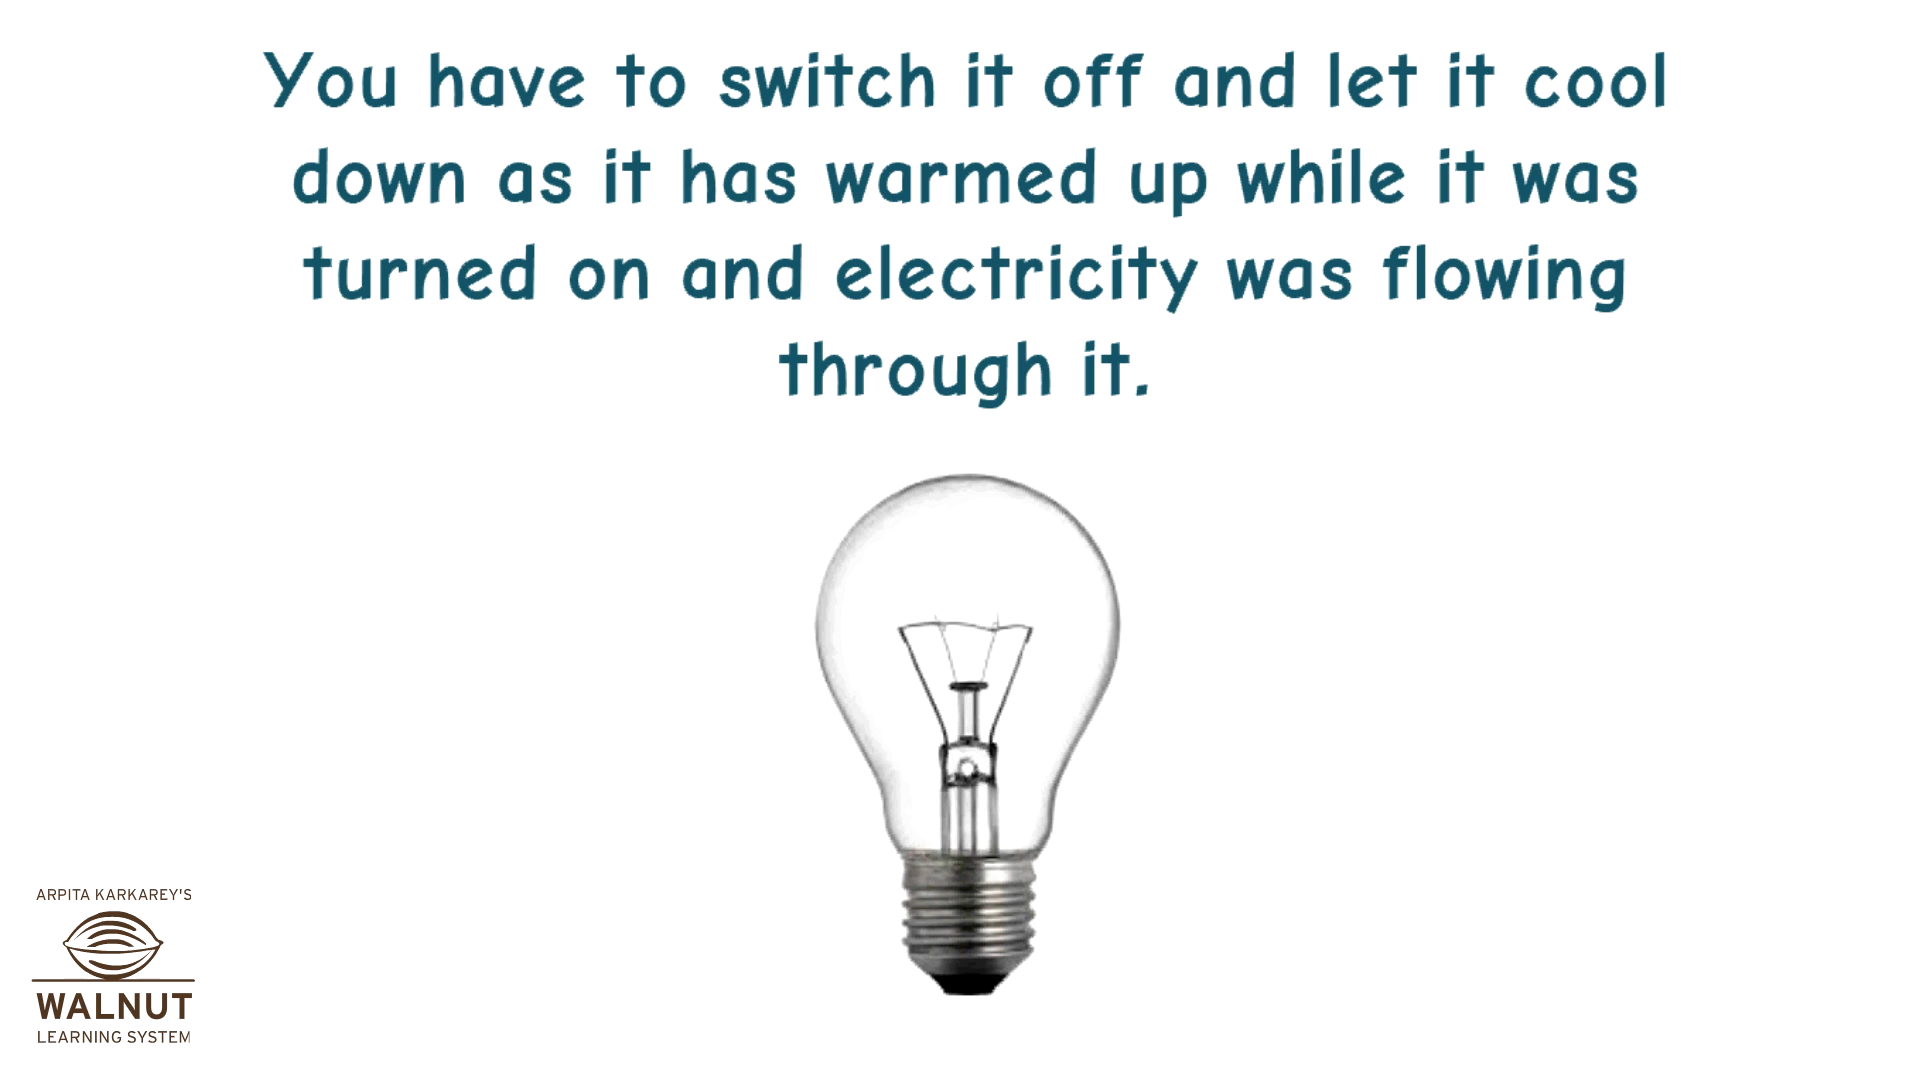 You have to switch it off and let it cool
down as it has warmed up while it was
turned on and electricity was flowing
through it.
ARPITA KARKAREY'S
WALNUT
LEARNING SYSTEM